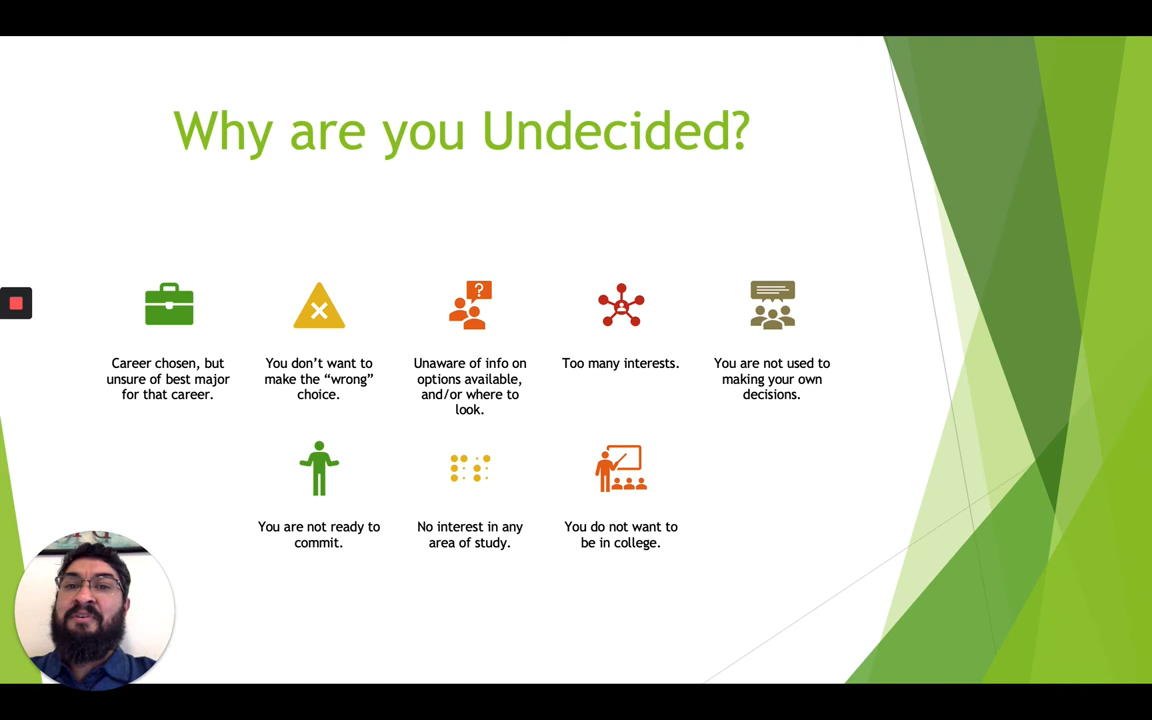 Why are you Undecided?
?
Career chosen, but
unsure of best major
for that career.
You don’t want to
make the “wrong”
choice.
Unaware of info on
options available,
and/or where to
look.
Too many interests.
You are not used to
making your own
decisions.
You are not ready to
commit.
No interest in any
area of study.
You do not want to
be in college.